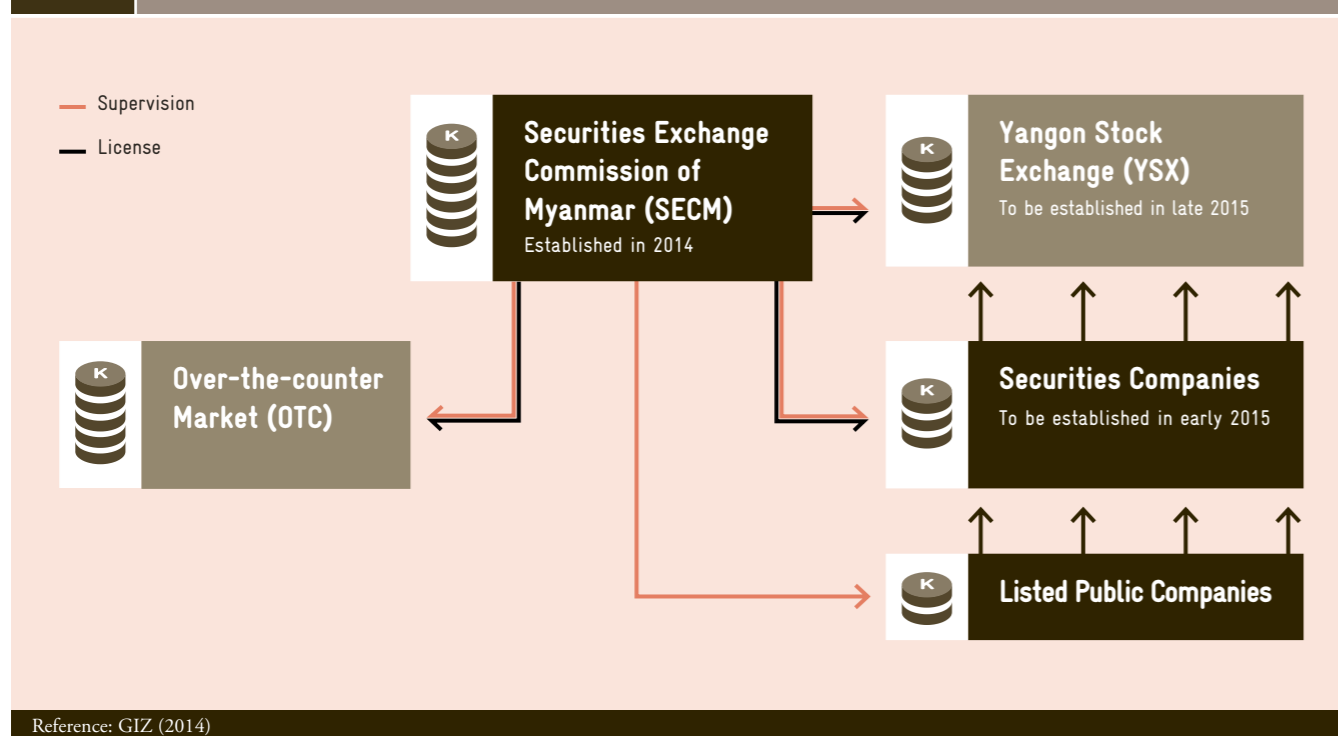 Supervision
License
K
Securities Exchange
Commission of
Myanmar (SECM)
Established in 2014
K
Yangon Stock
Exchange (YSX)
To be established in late 2015
K
Over-the-counter
Market (OTC)
K
Securities Companies
To be established in early 2015
K
Listed Public Companies
Reference: GIZ (2014)